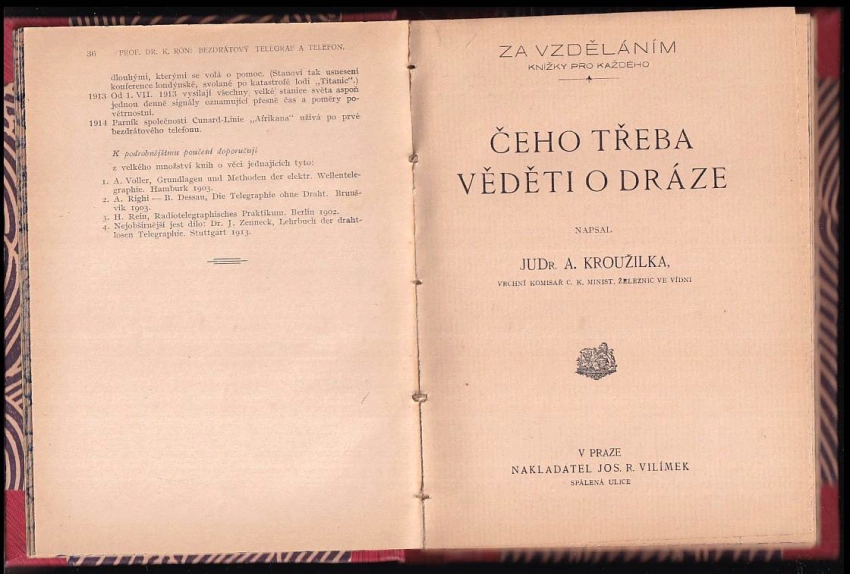 36 PROF. DR. K. RON: BEZDRÁTOVÝ TELEGRAF A TELEFON.
dlouhými, kterými se volá o pomoc. (Stanoví tak usnesení
konference londýnské, svolané po katastrofě lodi „Titanic“.)
1913 Od 1. VII. 1913 vysílají všechny velké stanice světa aspoň
jednou denně signály oznamující přesně čas a poměry po-
větrnostní.
1914 Parník společnosti Cunard-Linie „Afrikana“ užívá po prvé
bezdrátového telefonu.
K podrobnějšímu poučení doporučuji
z velkého množství knih o věci jednajících tyto:
1. A. Voller, Grundlagen und Methoden der elektr. Wellentele-
graphie. Hamburk 1903.
2. A. Righi — B. Dessau, Die Telegraphie ohne Draht. Bruná-
vik 1903.
3. H. Rein, Radiotelegraphisches Praktikum. Berlin 1902.
4. Nejobšírnější jest dílo: Dr. J. Zenneck, Lehrbuch der draht-
losen Telegraphie. Stuttgart 1913.
ZA VZDĚLÁNÍM
KNÍŽKY PRO KAŽDÉHO
ČEHO TŘEBA
VĚDĚTI O DRÁZE
NAPSAL
JUDR. A. KROUŽILKA,
VRCHNÍ KOMISAŘ C. K. MINIST. ŽELEZNIC VE VÍDNI
V PRAZE
NAKLADATEL JOS. R. VILÍMEK
SPÁLENÁ ULICE